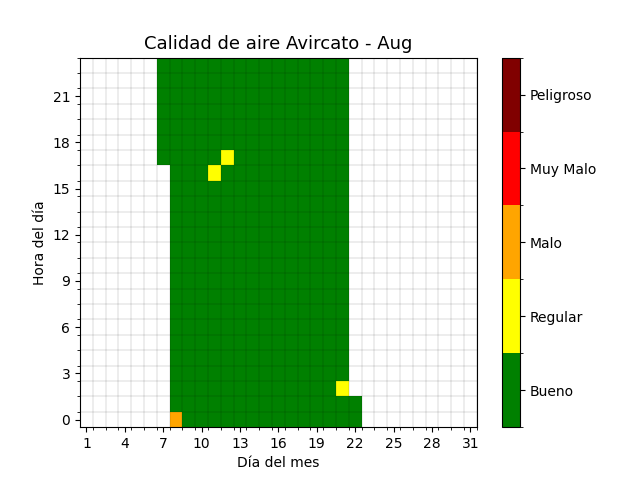 Calidad de aire Avircato - Aug
Hora del día
21
18
15
12
9
6
3
0
1 4 7 10 13 16 19 22 25 28 31
Día del mes
Peligroso
Muy Malo
Malo
Regular
Bueno